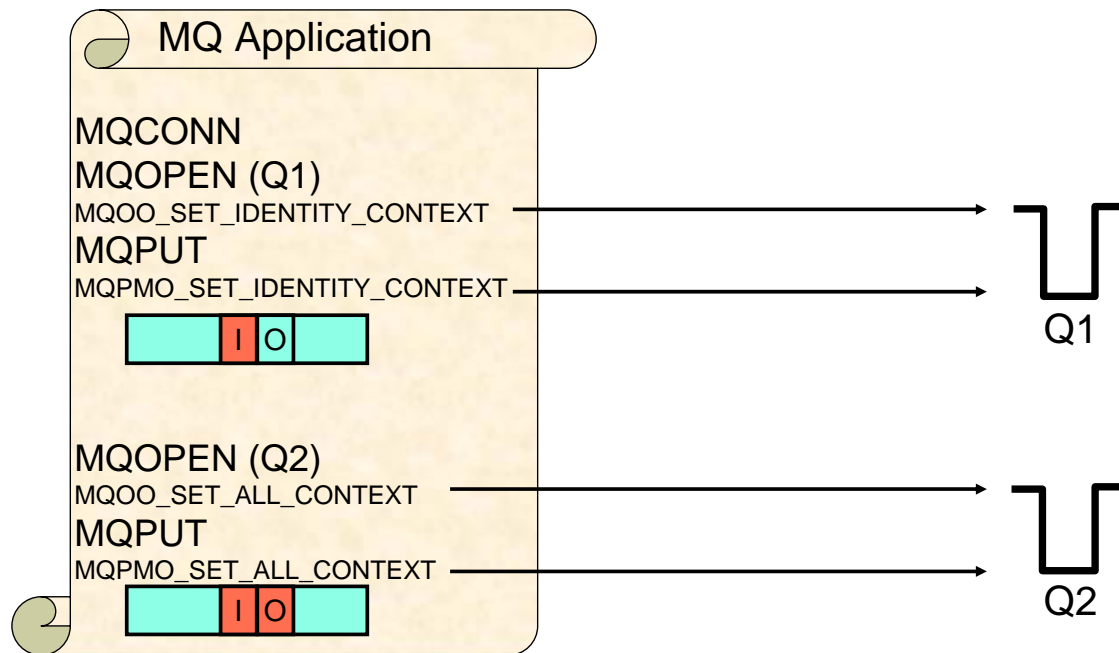 MQ Application
MQCONN
MQOPEN (Q1)
MQOO_SET_IDENTITY_CONTEXT
MQPUT
MQPMO_SET_IDENTITY_CONTEXT
I O
Q1
MQOPEN (Q2)
MQOO_SET_ALL_CONTEXT
MQPUT
MQPMO_SET_ALL_CONTEXT
I O
Q2